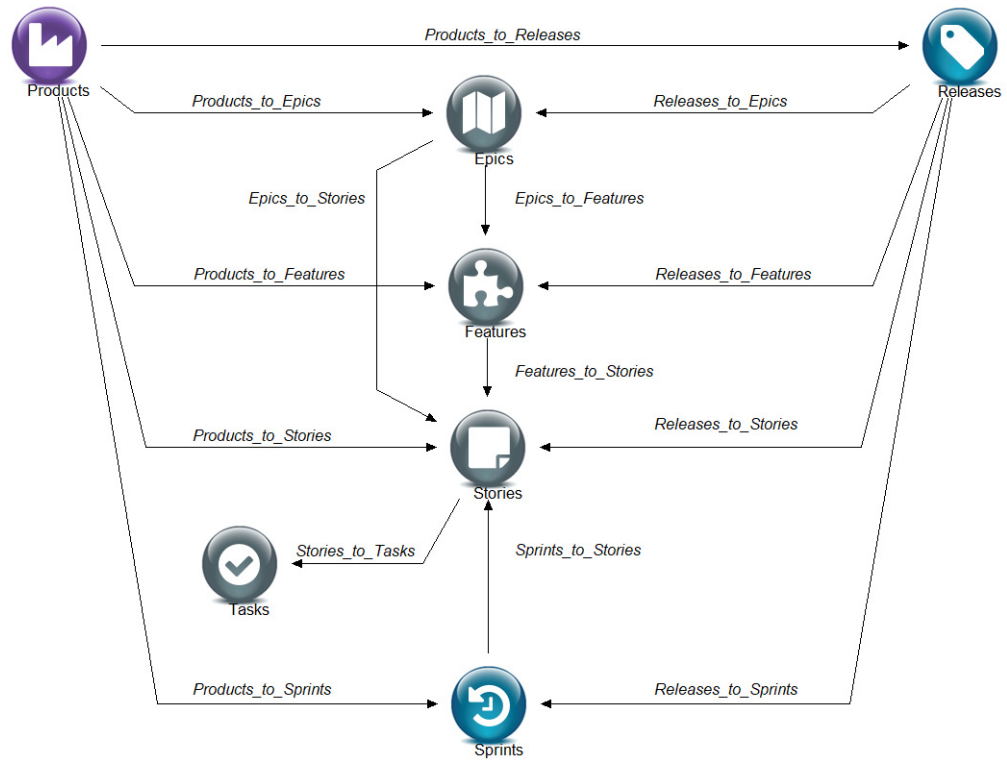 Products_to_Releases
Products
Releases
Products_to_Epics
Releases_to_Epics
Epics
Epics_to_Stories
Epics_to_Features
Products_to_Features
Releases_to_Features
Features
Features_to_Stories
Products_to_Stories
Releases_to_Stories
Stories
Stories_to_Tasks
Sprints_to_Stories
Tasks
Products_to_Sprints
Releases_to_Sprints
Sprints